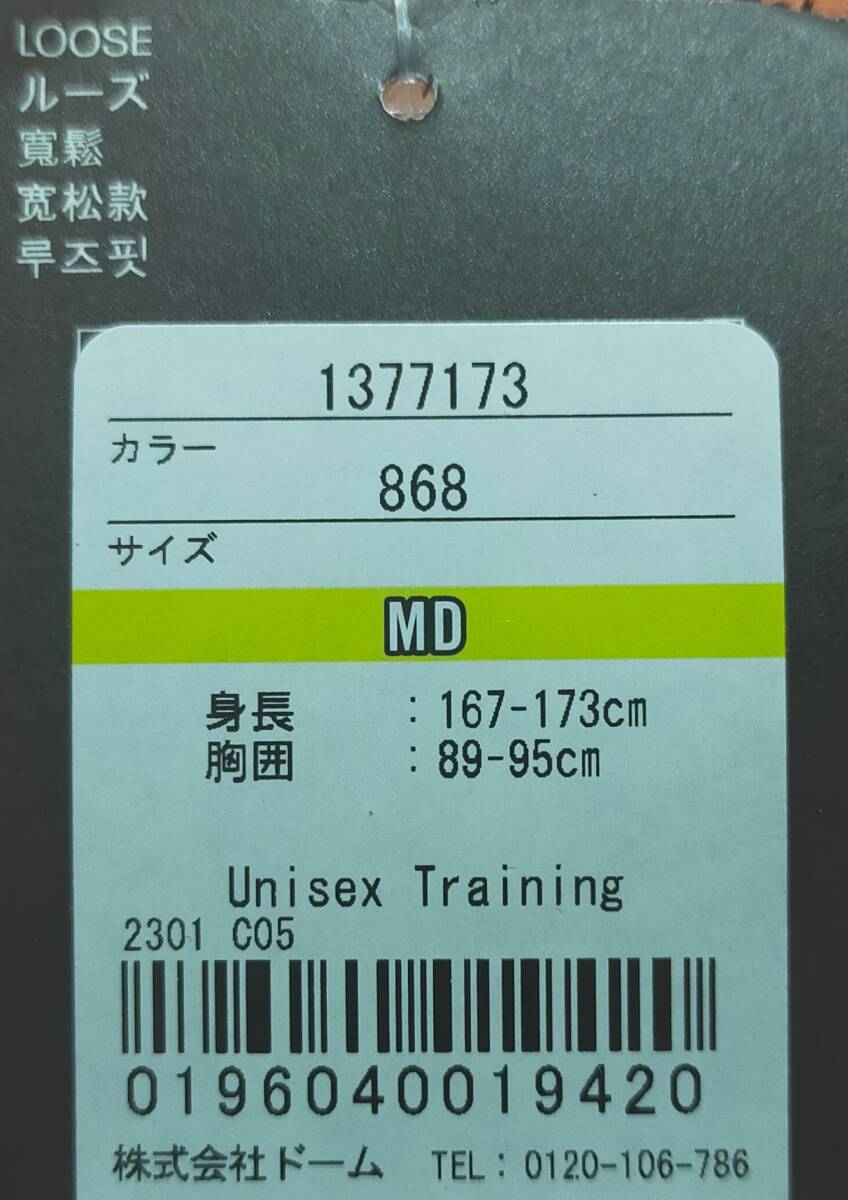 LOOSE
ルーズ
寬鬆
宽松款
루즈핏
1377173
カラー
868
サイズ
MD
身長 : 167-173cm
胸囲 : 89-95cm
Unisex Training
2301 C05
0196040019420
株式会社ドーム TEL: 0120-106-786